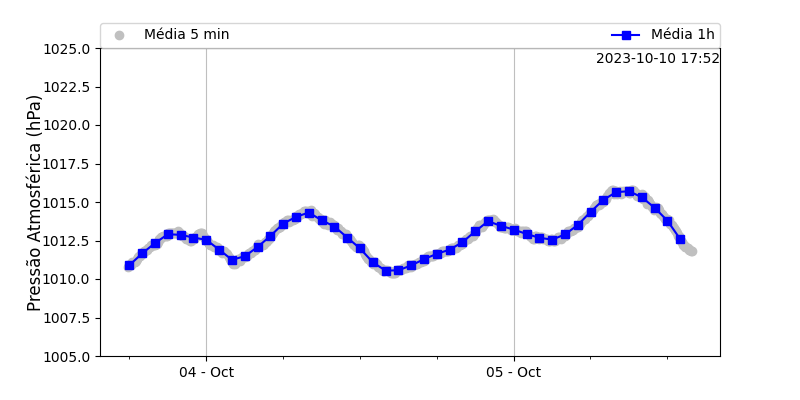 Média 5 min
Média 1h
2023-10-10 17:52
Pressão Atmosférica (hPa)
1025.0
1022.5
1020.0
1017.5
1015.0
1012.5
1010.0
1007.5
1005.0
04 - Oct
05 - Oct